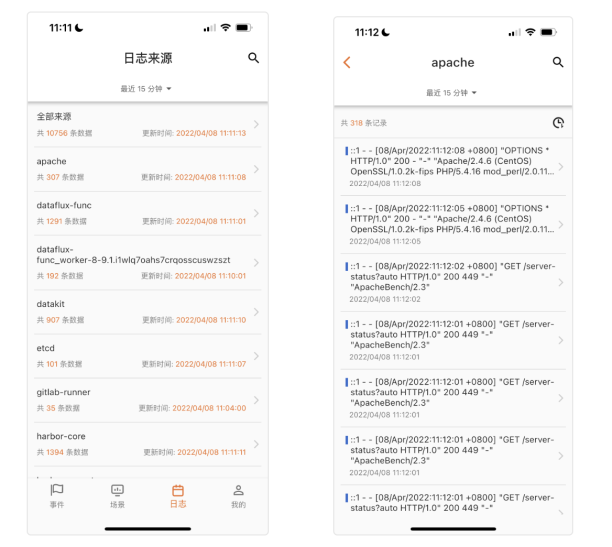 11:11
日志来源
最近 15 分钟
全部来源
共 10756 条数据 更新时间: 2022/04/08 11:11:13
apache
共 307 条数据 更新时间: 2022/04/08 11:11:08
dataflux-func
共 1291 条数据 更新时间: 2022/04/08 11:11:01
dataflux-
func_worker-8-9.1.i1wlq7oahs7crqosscuswzszt
共 192 条数据 更新时间: 2022/04/08 11:10:01
datakit
共 907 条数据 更新时间: 2022/04/08 11:11:10
etcd
共 101 条数据 更新时间: 2022/04/08 11:11:07
gitlab-runner
共 35 条数据 更新时间: 2022/04/08 11:04:00
harbor-core
共 1394 条数据 更新时间: 2022/04/08 11:11:11
事件 场景 日志 我的
11:12
apache
最近 15 分钟
共 318 条记录
::1 - - [08/Apr/2022:11:12:08 +0800] "OPTIONS *
HTTP/1.0" 200 - "-" "Apache/2.4.6 (CentOS)
OpenSSL/1.0.2k-fips PHP/5.4.16 mod_perl/2.0.11...
2022/04/08 11:12:08
::1 - - [08/Apr/2022:11:12:05 +0800] "OPTIONS *
HTTP/1.0" 200 - "-" "Apache/2.4.6 (CentOS)
OpenSSL/1.0.2k-fips PHP/5.4.16 mod_perl/2.0.11...
2022/04/08 11:12:05
::1 - - [08/Apr/2022:11:12:02 +0800] "GET /server-
status?auto HTTP/1.0" 200 449 "-"
"ApacheBench/2.3"
2022/04/08 11:12:02
::1 - - [08/Apr/2022:11:12:01 +0800] "GET /server-
status?auto HTTP/1.0" 200 449 "-"
"ApacheBench/2.3"
2022/04/08 11:12:01
::1 - - [08/Apr/2022:11:12:01 +0800] "GET /server-
status?auto HTTP/1.0" 200 449 "-"
"ApacheBench/2.3"
2022/04/08 11:12:01
::1 - - [08/Apr/2022:11:12:01 +0800] "GET /server-
status?auto HTTP/1.0" 200 449 "-"
"ApacheBench/2.3"
2022/04/08 11:12:01
::1 - - [08/Apr/2022:11:12:01 +0800] "GET /server-
status?auto HTTP/1.0" 200 449 "-"